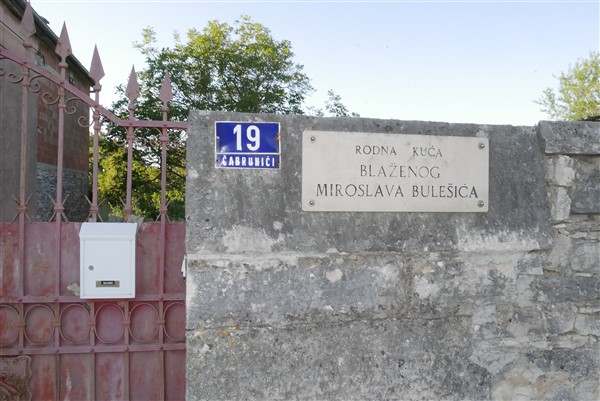 19
ČABRUNIĆI
RODNA KUĆA
BLAŽENOG
MIROSLAVA BULEŠIĆA